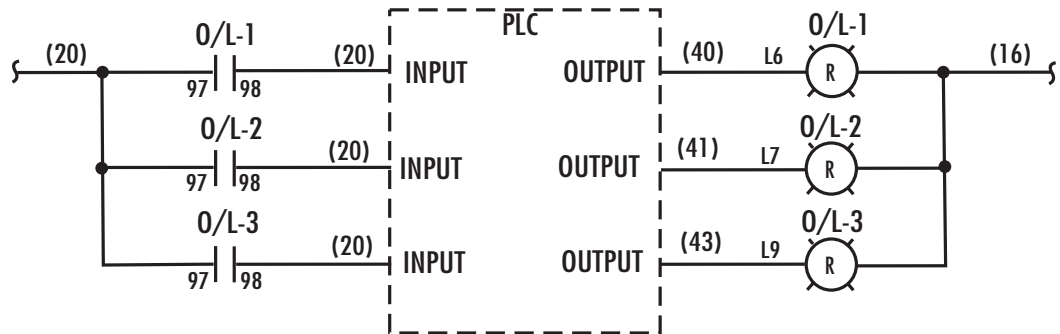 PLC
(20) O/L-1 (20) INPUT OUTPUT (40) L6 O/L-1 R (16)
97 98
O/L-2 (20) INPUT OUTPUT (41) L7 O/L-2 R
97 98
O/L-3 (20) INPUT OUTPUT (43) L9 O/L-3 R
97 98